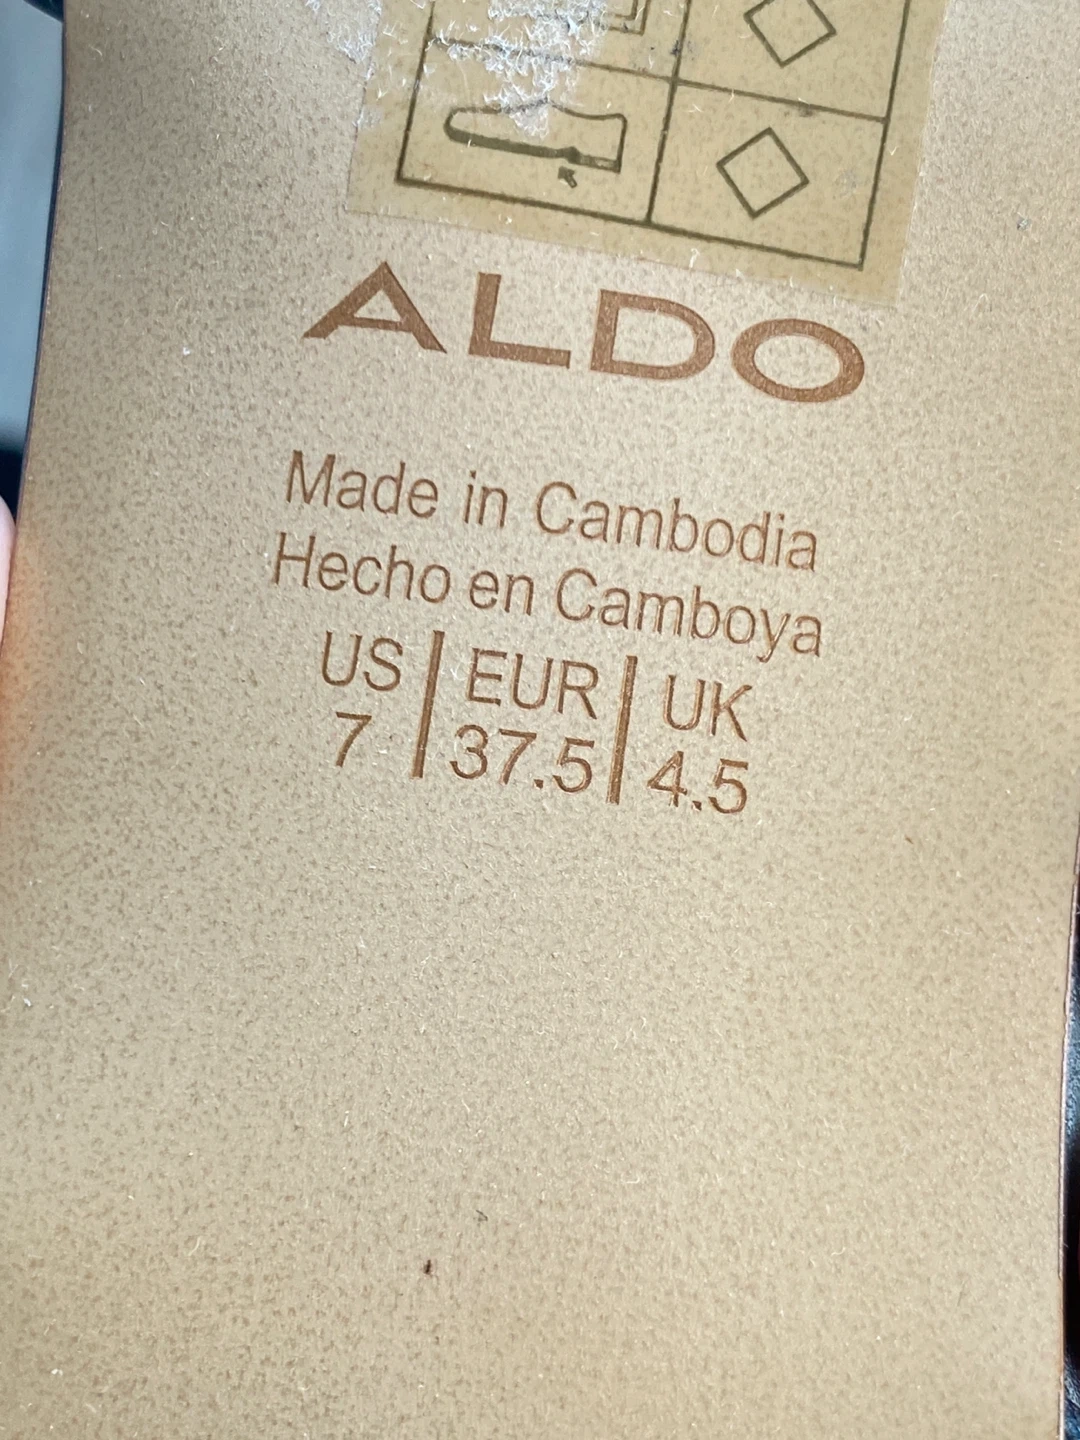 ALDO
Made in Cambodia
Hecho en Camboya
US | EUR | UK
7 | 37.5 | 4.5